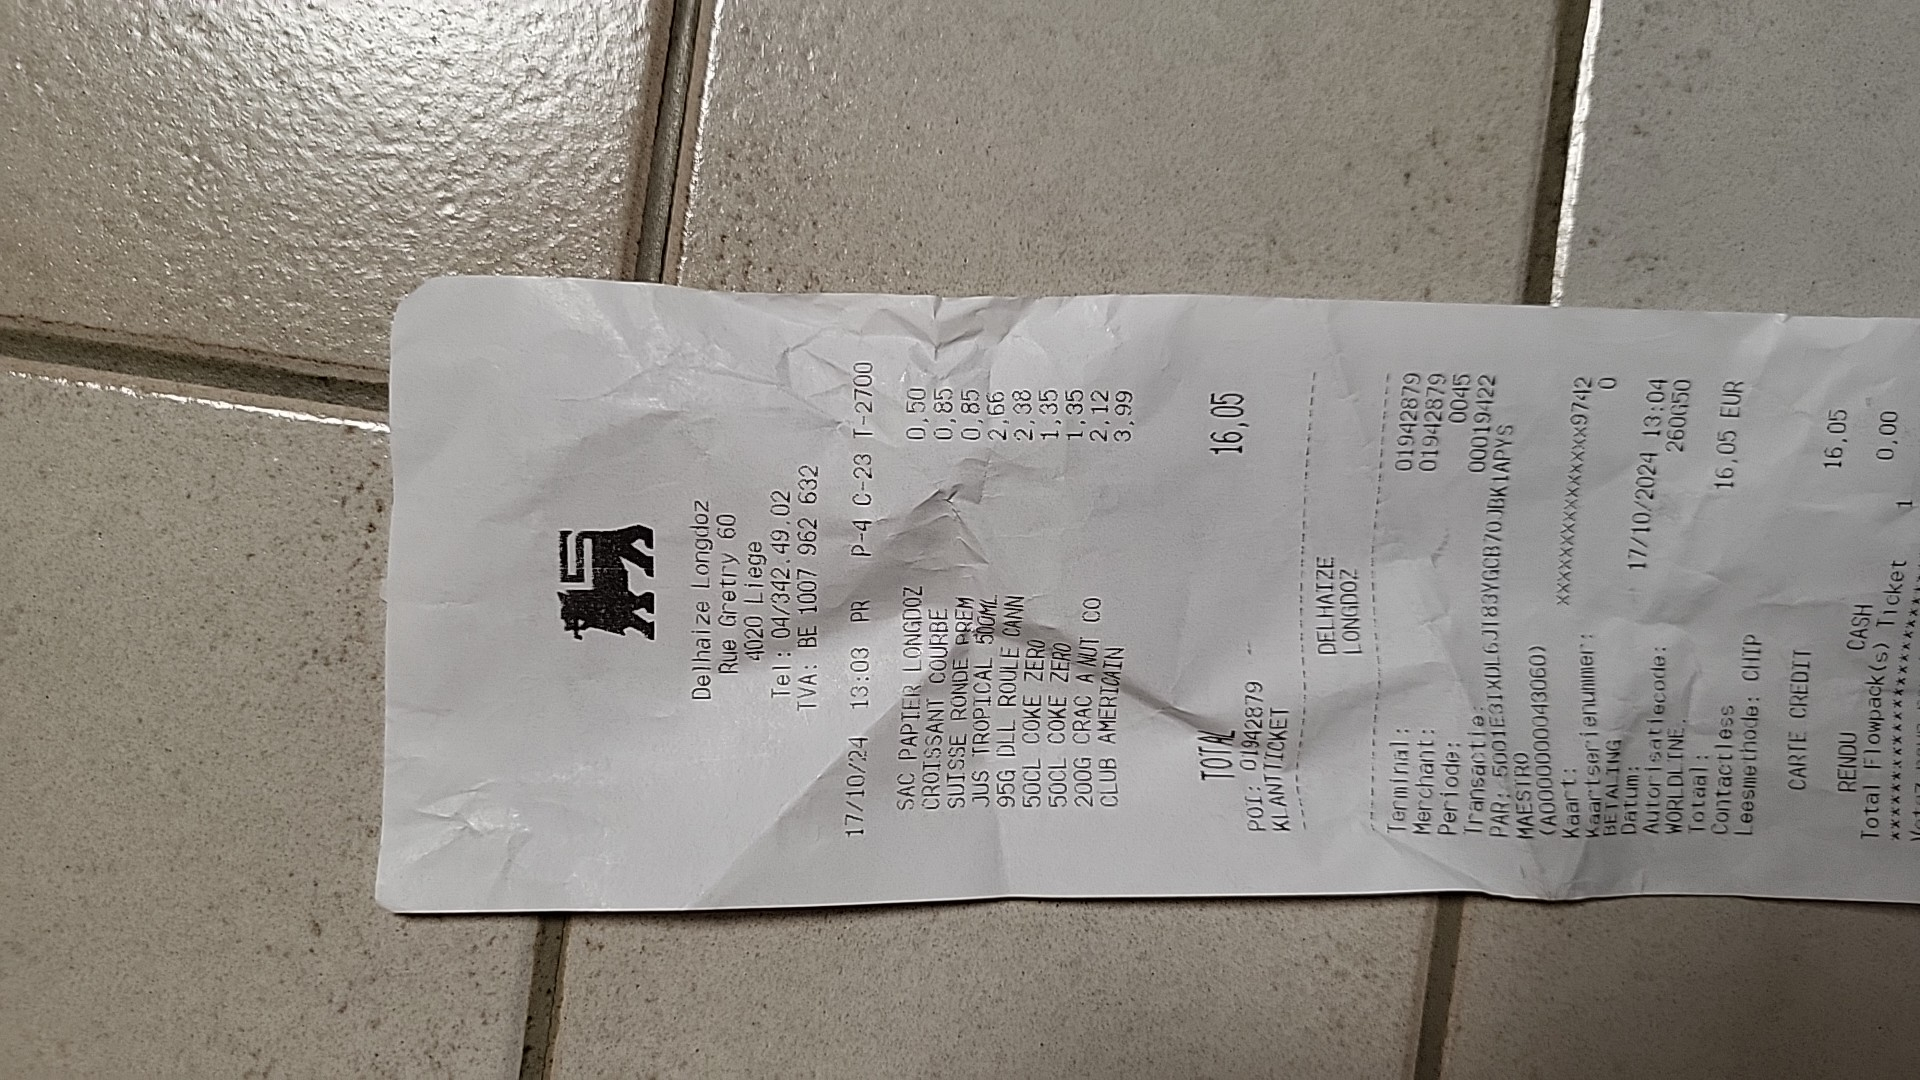 Delhaize Longdoz
Rue Gretry 60
4020 Liege
Tel: 04/342.49.02
TVA: BE 1007 962 632
17/10/24 13:03 PR P-4 C-23 T-2700
SAC PAPIER LONGDOZ 0,50
CROISSANT COURBE 0,85
SUISSE RONDE PREM 0,85
JUS TROPICAL 500ML 2,66
95G DLL ROULE CANN 2,38
50CL COKE ZERO 1,35
50CL COKE ZERO 1,35
200G CRAC A NUT CO 2,12
CLUB AMERICAIN 3,99
TOTAL 16,05
POI: 01942879
KLANTTICKET
DELHAIZE
LONGDOZ
Terminal: 01942879
Merchant: 01942879
Periode: 0045
Transactie: 00019422
MAESTRO
(A0000000043060)
Kaart: xxxxxxxxxxxxxxx9742
Kaartserienummer: 0
BETALING
Datum: 17/10/2024 13:04
Autorisatiecode: 260G50
WORLDLINE
Totaal: 16,05 EUR
Contactless
Leesmethode: CHIP
CARTE CREDIT 16,05
RENDU CASH 0,00
Total Flowpack(s) Ticket 1